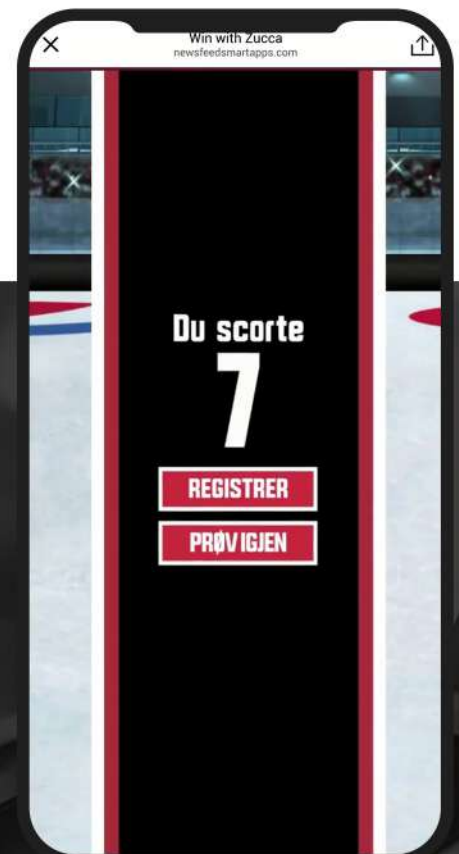 Win with Zucca
newsfeedsmartapps.com
Du scorte
7
REGISTRER
PRØV IGJEN